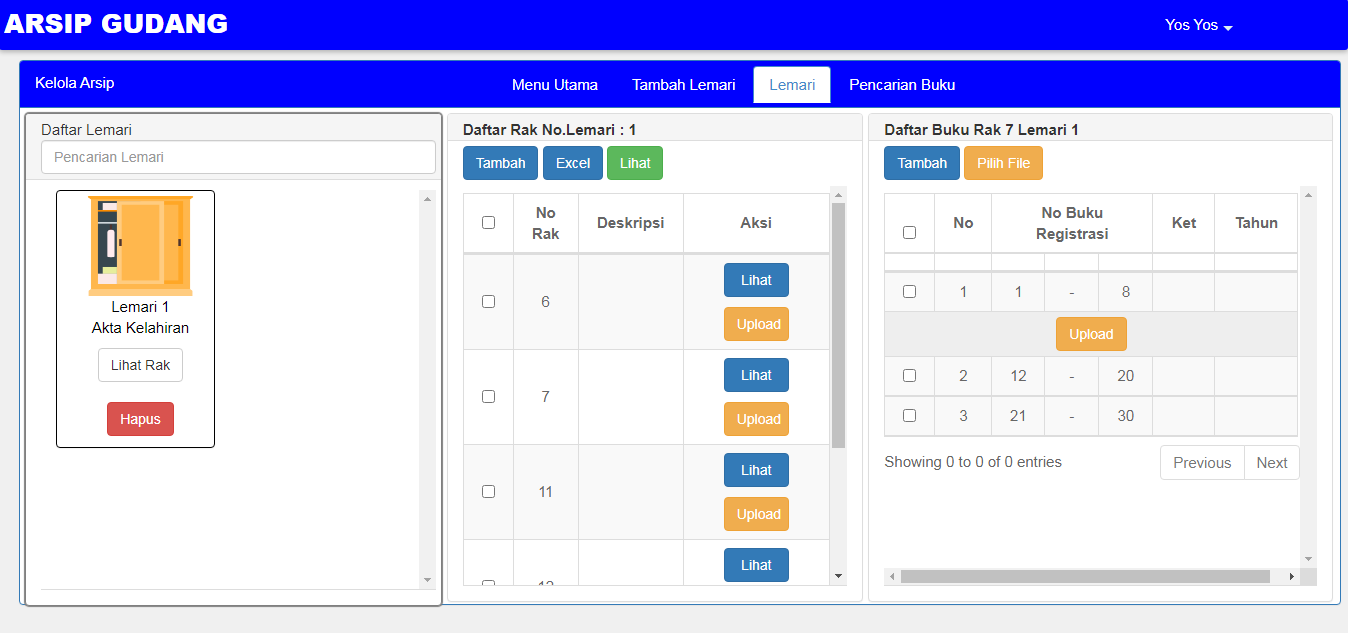 ARSIP GUDANG
Yos Yos
Kelola Arsip
Menu Utama
Tambah Lemari
Lemari
Pencarian Buku
Daftar Lemari
Pencarian Lemari
Lemari 1
Akta Kelahiran
Lihat Rak
Hapus
Daftar Rak No.Lemari : 1
Tambah Excel Lihat
No Rak Deskripsi Aksi
6 Lihat
Upload
7 Lihat
Upload
11 Lihat
Upload
Lihat
Daftar Buku Rak 7 Lemari 1
Tambah Pilih File
No No Buku Registrasi Ket Tahun
1 1 - 8
Upload
2 12 - 20
3 21 - 30
Showing 0 to 0 of 0 entries
Previous Next